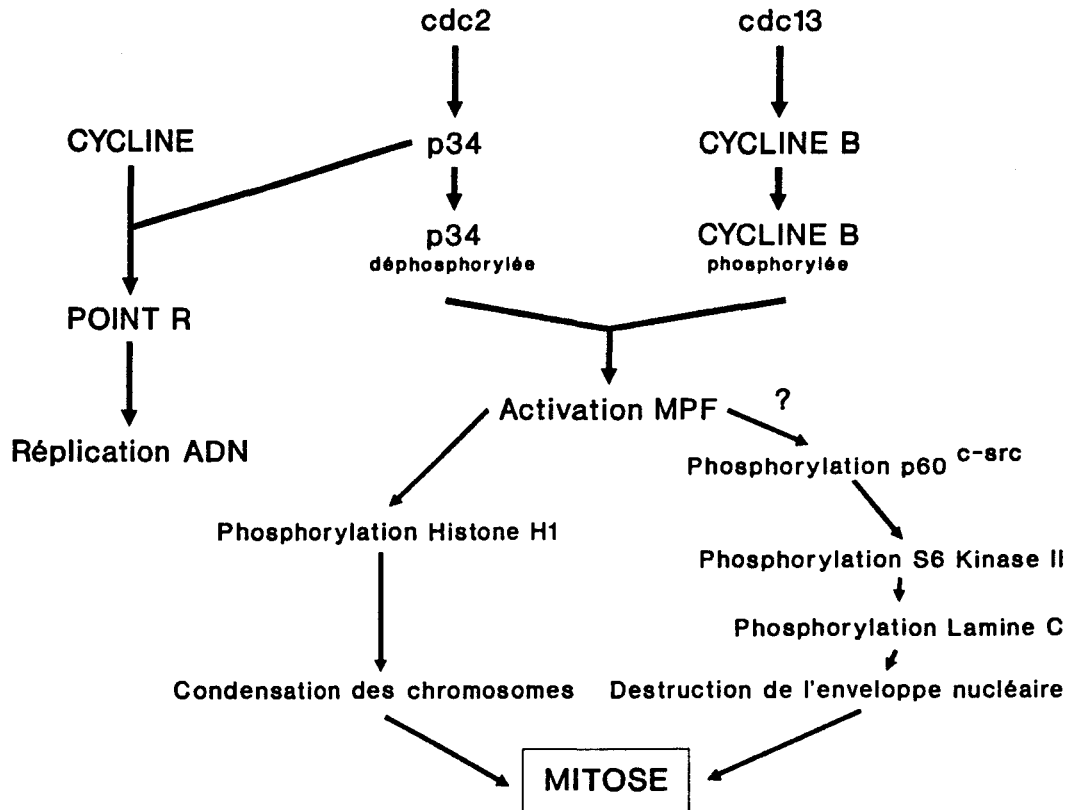 cdc2 cdc13
CYCLINE p34 CYCLINE B
p34 CYCLINE B
déphosphorylée phosphorylée
POINT R
Activation MPF ?
Réplication ADN
Phosphorylation p60 c-src
Phosphorylation Histone H1
Phosphorylation S6 Kinase II
Phosphorylation Lamine C
Condensation des chromosomes Destruction de l'enveloppe nucléaire
MITOSE